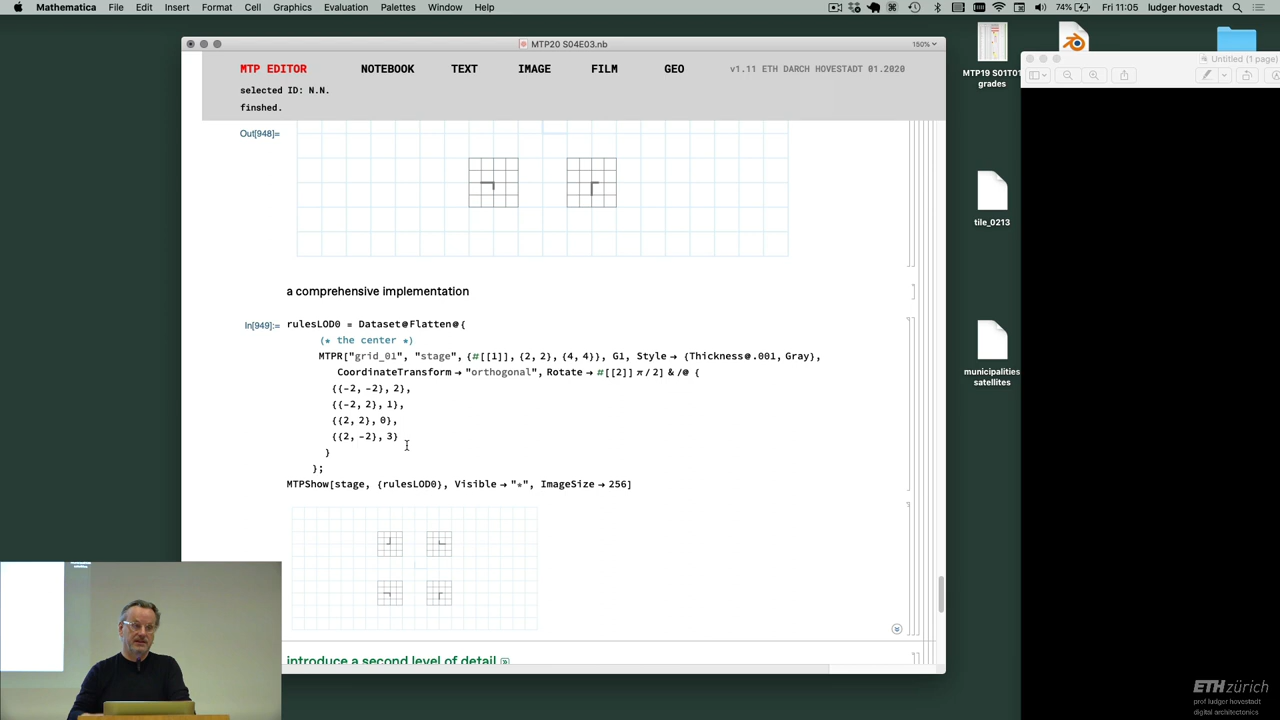 Mathematica File Edit Insert Format Cell Graphics Evaluation Palettes Window Help 74% Fri 11:05 ludger hovestadt
MTP20 S04E03.nb 150%
MTP EDITOR NOTEBOOK TEXT IMAGE FILM GEO v1.11 ETH DARCH HOVESTADT 01.2020
selected ID: N.N.
finshed.
Out[948]=
a comprehensive implementation
In[949]:= rulesLOD0 = Dataset@Flatten@{
(* the center *)
MTPR["grid_01", "stage", {#[[1]], {2, 2}, {4, 4}}, G1, Style → {Thickness@.001, Gray},
CoordinateTransform → "orthogonal", Rotate → #[[2]] π / 2] & /@ {
{{-2, -2}, 2},
{{-2, 2}, 1},
{{2, 2}, 0},
{{2, -2}, 3}
}
};
MTPShow[stage, {rulesLOD0}, Visible → "*", ImageSize → 256]
introduce a second level of detail »
MTP19 S01T01
grades
tile_0213
municipalities
satellites
Untitled (1 page)
ETH zürich
prof ludger hovestadt
digital architectonics